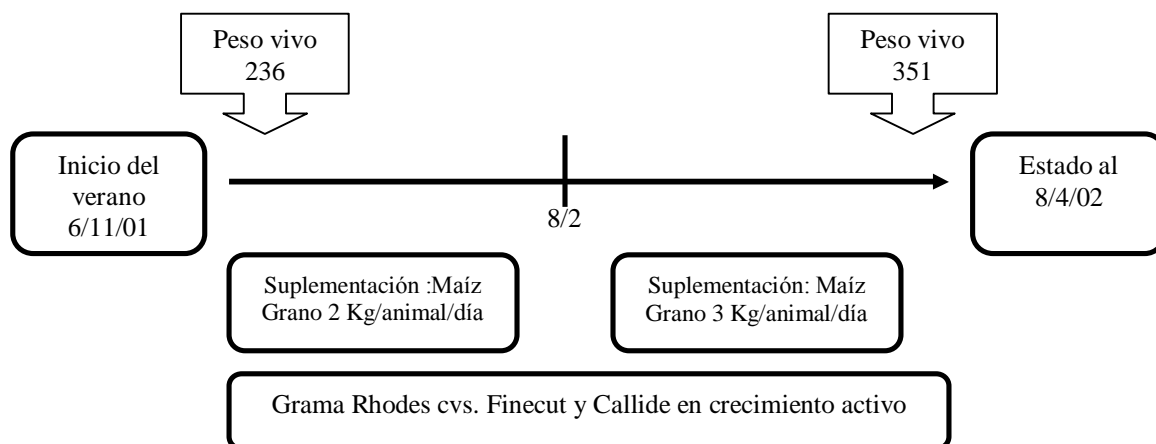 Peso vivo
236
Peso vivo
351
Inicio del
verano
6/11/01
8/2
Estado al
8/4/02
Suplementación :Maíz
Grano 2 Kg/animal/día
Suplementación: Maíz
Grano 3 Kg/animal/día
Grama Rhodes cvs. Finecut y Callide en crecimiento activo